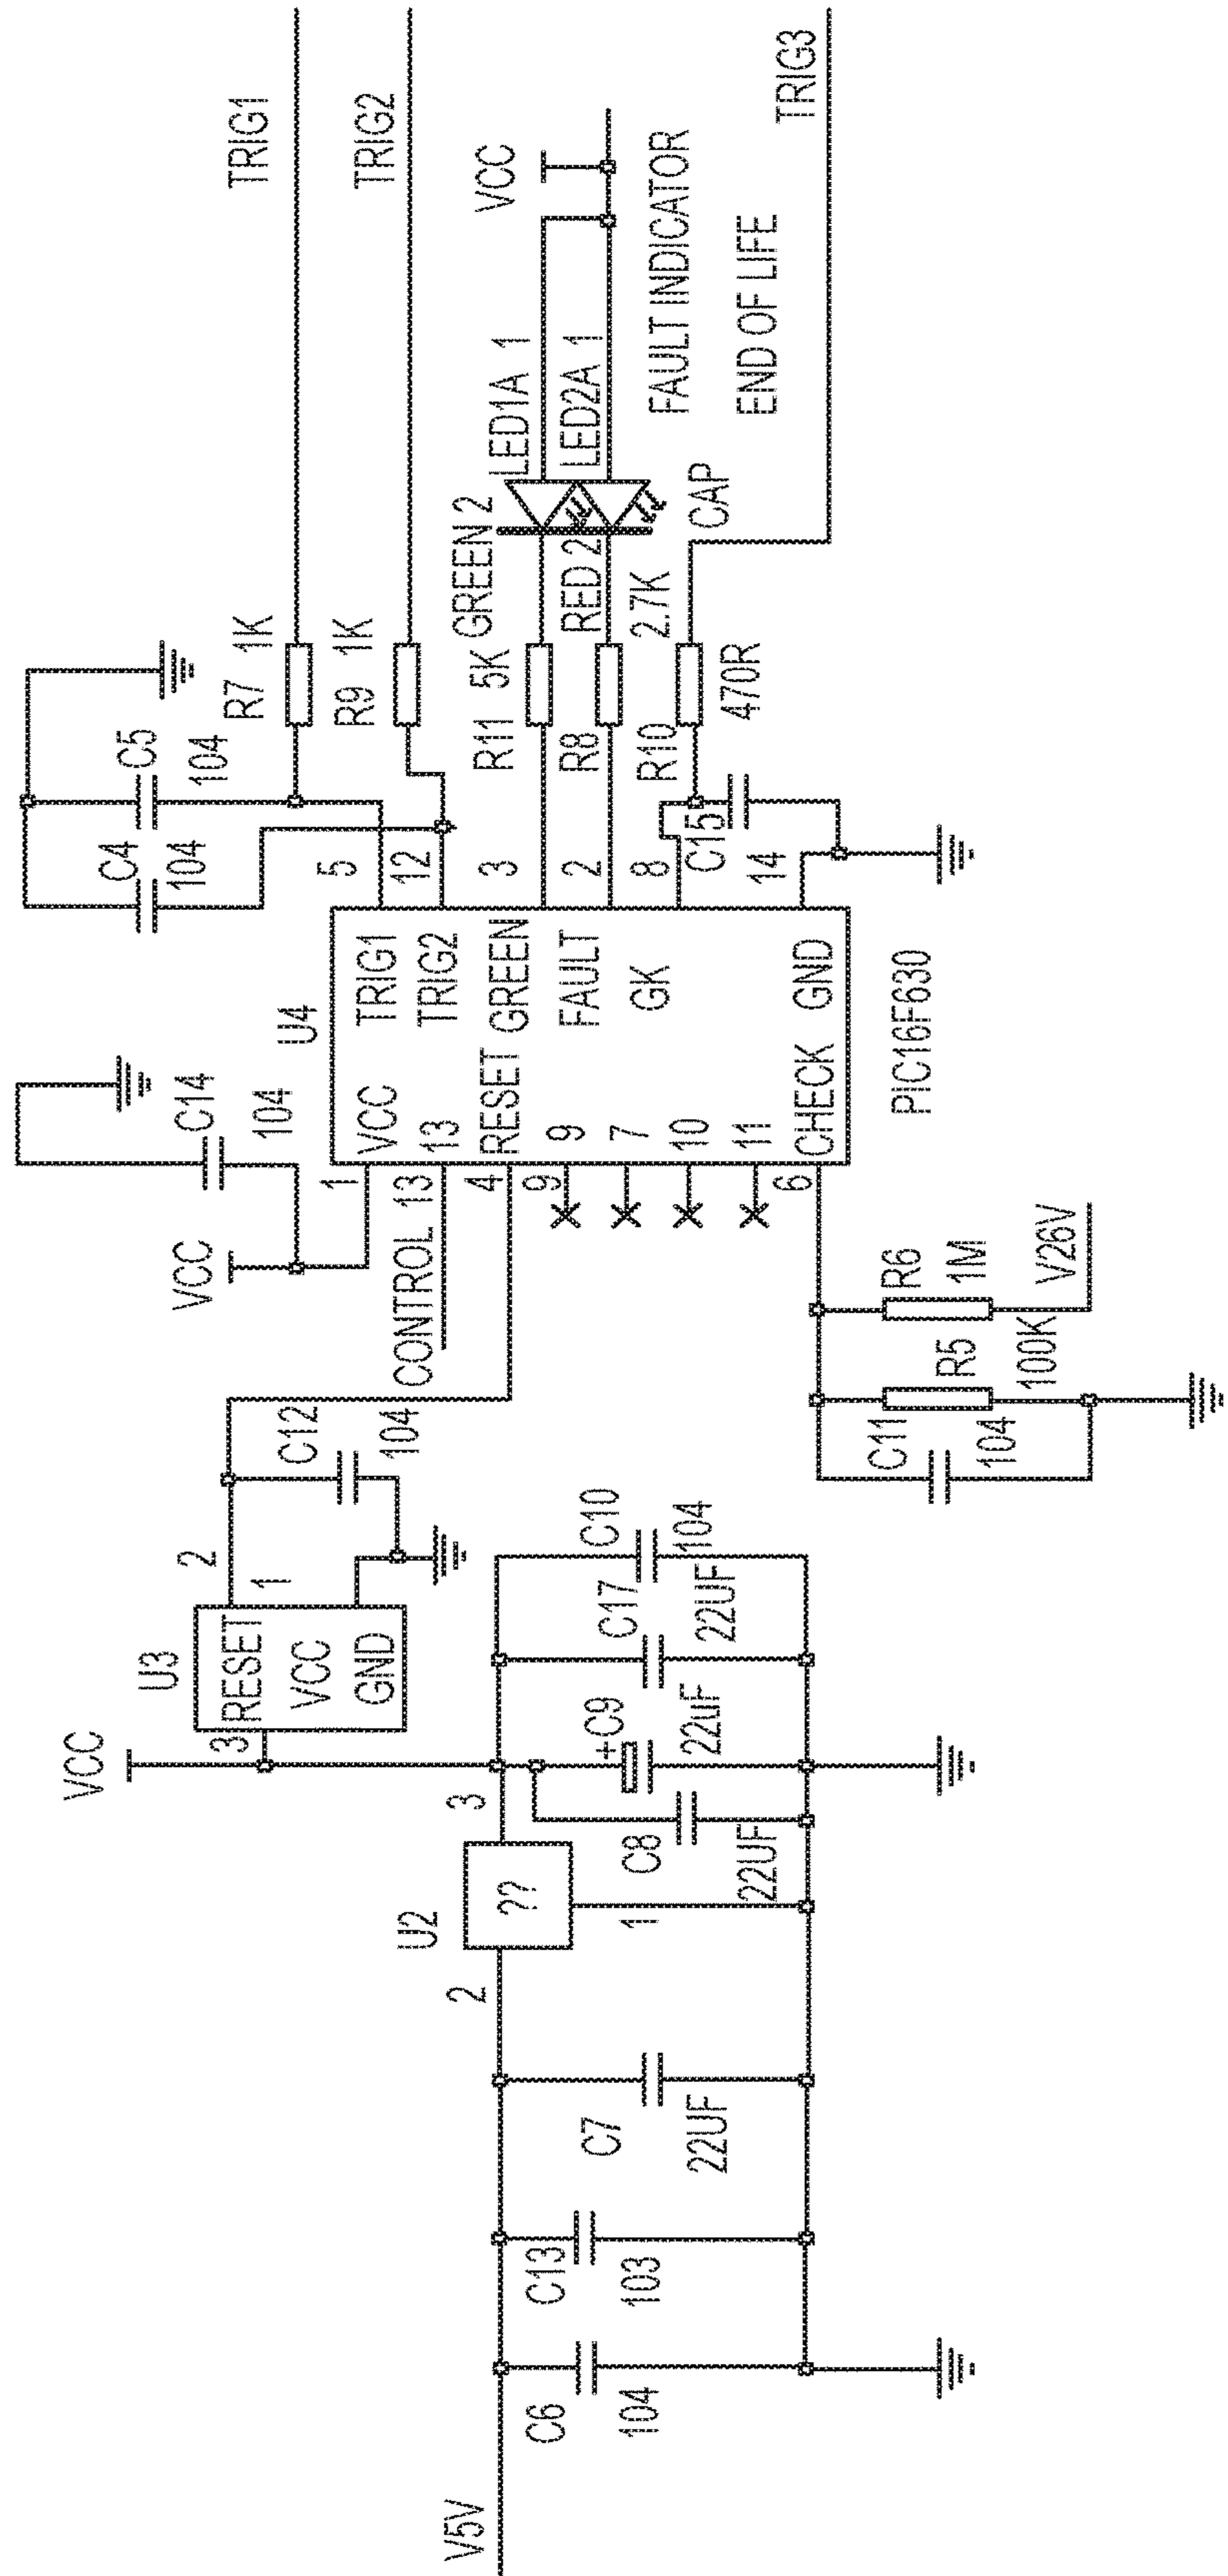 V5V
C6
104
C13
103
C7
22UF
U2
??
2
3
1
VCC
U3
RESET
VCC
GND
3
2
1
C12
104
C8
22UF
+C9
22uF
C17
22UF
C10
104
VCC
C14
104
CONTROL
1
13
4
9
6
U4
VCC
13
RESET
9
7
10
11
CHECK
TRIG1
TRIG2
GREEN
FAULT
GK
GND
PIC16F630
C11
104
R5
100K
R6
1M
V26V
5
12
3
2
8
14
C4
104
C5
104
R7 1K
R9 1K
R11 5K
R8
2.7K
R10
470R
C15
GREEN 2
RED 2
LED1A 1
LED2A 1
VCC
CAP
FAULT INDICATOR
END OF LIFE
TRIG1
TRIG2
TRIG3